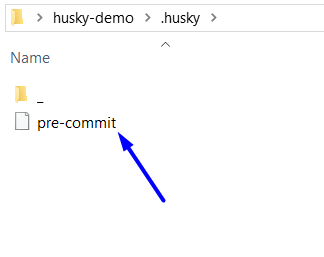 husky-demo > .husky >
Name
_
pre-commit